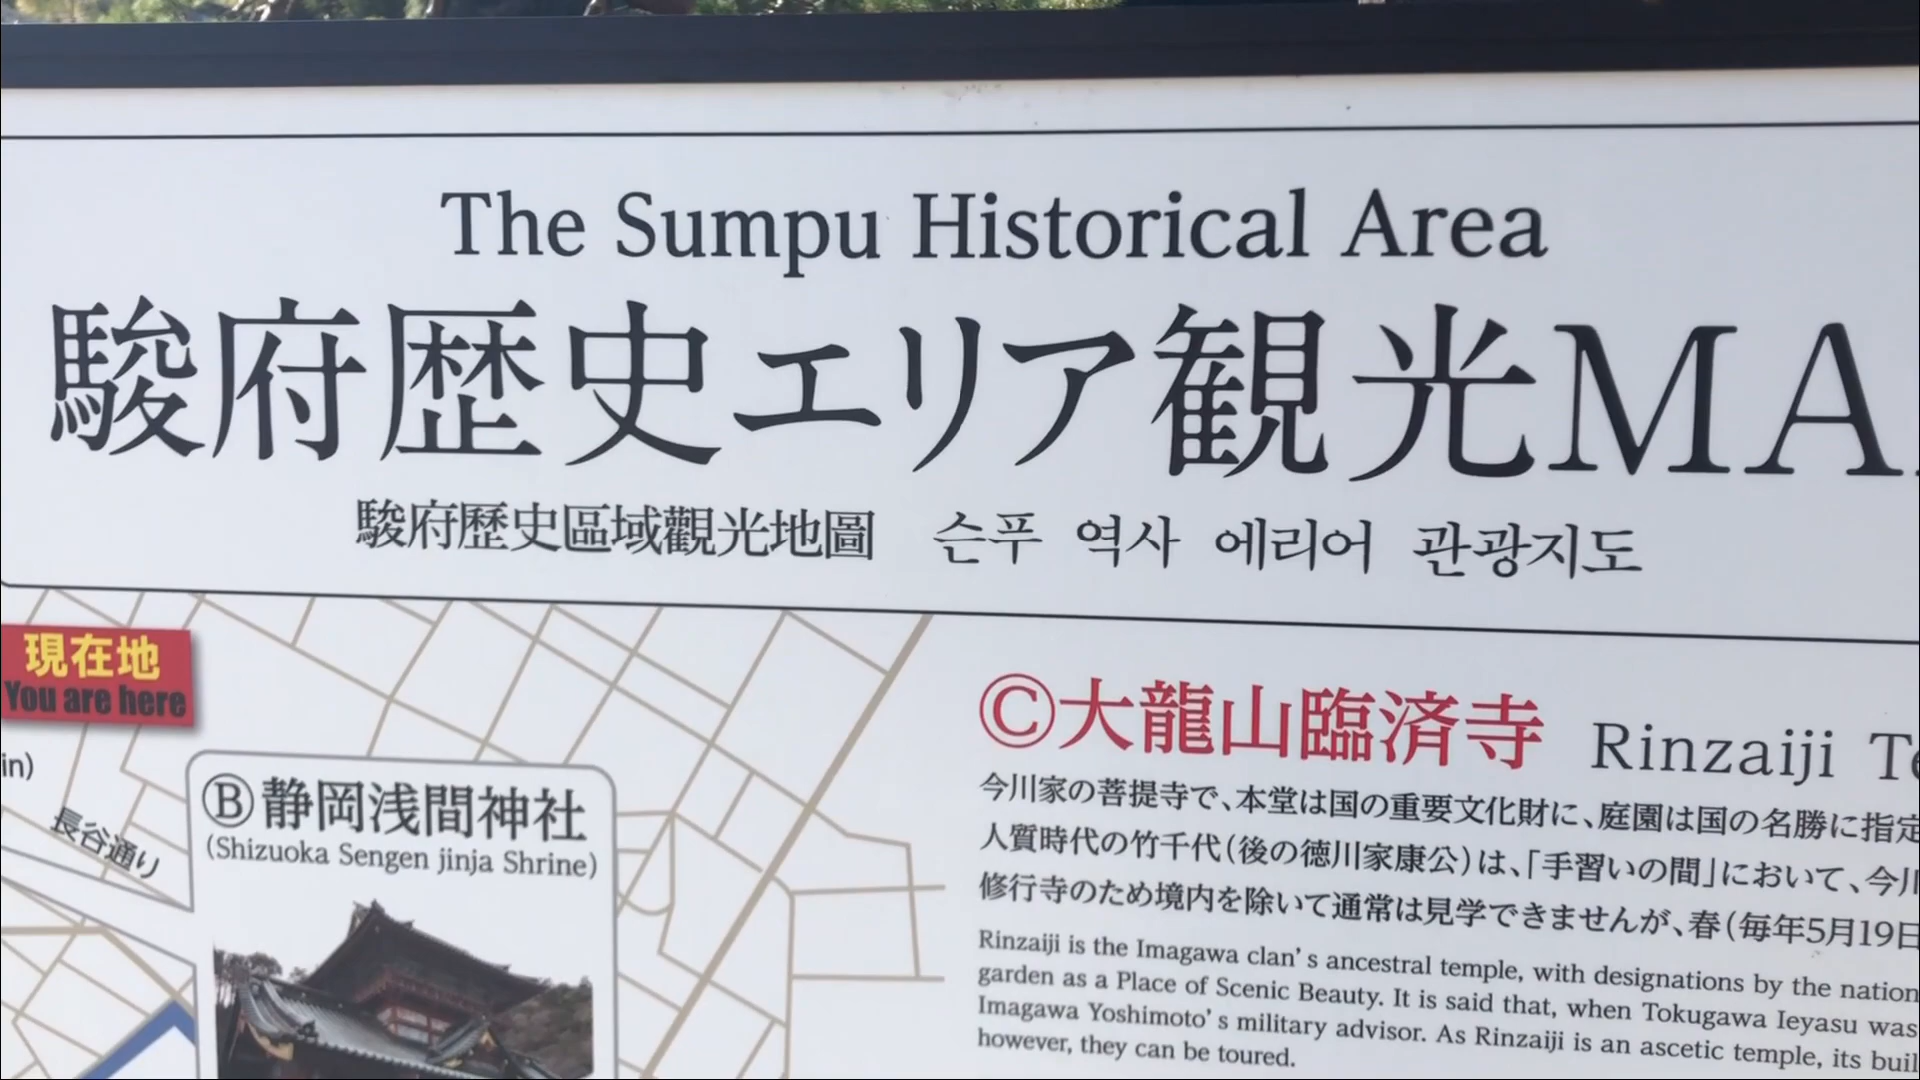 The Sumpu Historical Area
駿府歴史エリア観光MA
駿府歷史區域觀光地圖 슨푸 역사 에리어 관광지도
現在地
You are here
in)
長谷通り
Ⓑ静岡浅間神社
(Shizuoka Sengen jinja Shrine)
Ⓒ大龍山臨済寺 Rinzaiji Te
今川家の菩提寺で、本堂は国の重要文化財に、庭園は国の名勝に指定
人質時代の竹千代(後の徳川家康公)は、「手習いの間」において、今川
修行寺のため境内を除いて通常は見学できませんが、春(毎年5月19日
Rinzaiji is the Imagawa clan's ancestral temple, with designations by the nation
garden as a Place of Scenic Beauty. It is said that, when Tokugawa Ieyasu was
Imagawa Yoshimoto's military advisor. As Rinzaiji is an ascetic temple, its buil
however, they can be toured.